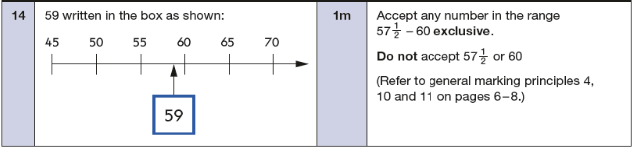 14
59 written in the box as shown:
45 50 55 60 65 70
59
1m
Accept any number in the range
57½ – 60 exclusive.
Do not accept 57½ or 60
(Refer to general marking principles 4,
10 and 11 on pages 6–8.)